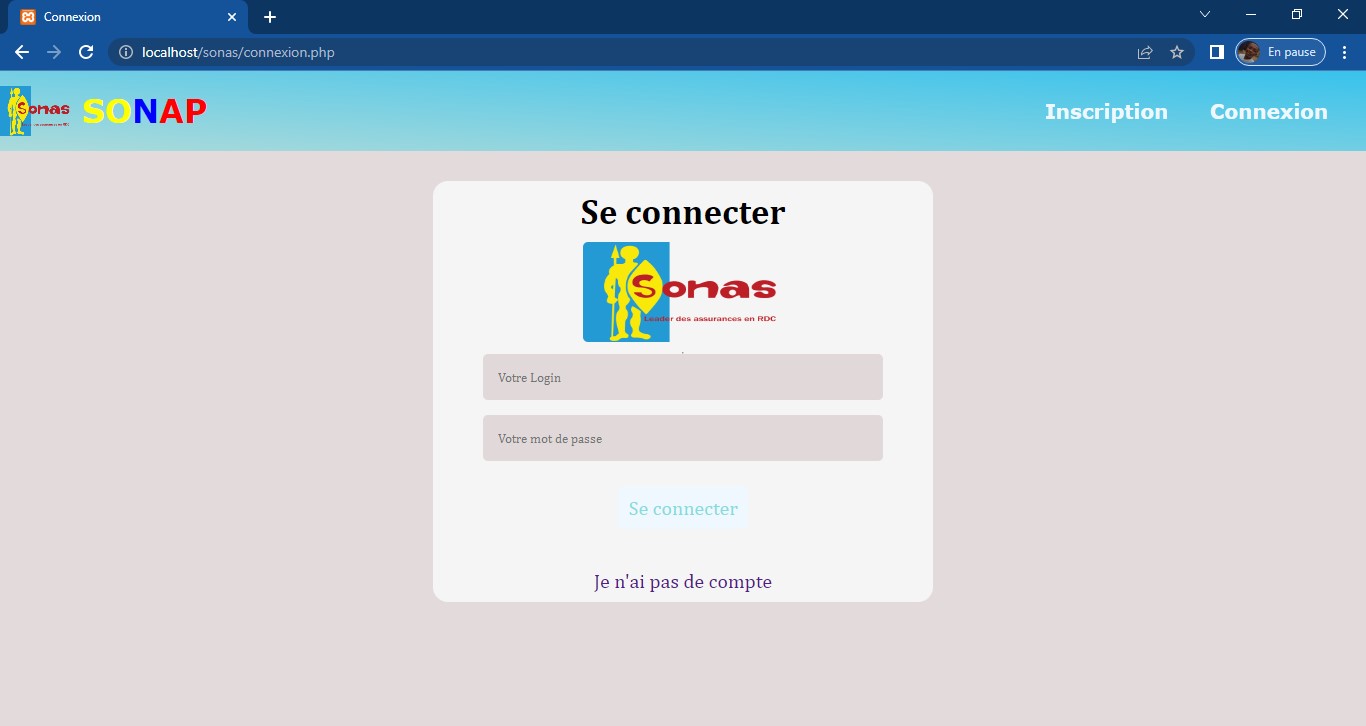 Connexion
localhost/sonas/connexion.php
En pause
Sonas
SONAP
Inscription
Connexion
Se connecter
Sonas
Leader des assurances en RDC
Votre Login
Votre mot de passe
Se connecter
Je n'ai pas de compte